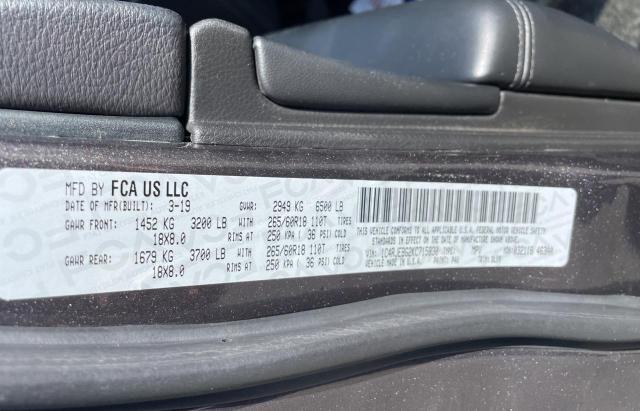 MFD BY FCA US LLC
DATE OF MFR(BUILT): 3-19 GVWR: 2949 KG 6500 LB
GAWR FRONT: 1452 KG 3200 LB WITH 265/60R18 110T TIRES
18X8.0 RIMS AT 250 KPA ( 36 PSI) COLD
GAWR REAR: 1679 KG 3700 LB WITH 265/60R18 110T TIRES
18X8.0 RIMS AT 250 KPA ( 36 PSI) COLD
THIS VEHICLE CONFORMS TO ALL APPLICABLE U.S.A. FEDERAL MOTOR VEHICLE SAFETY
STANDARDS IN EFFECT ON THE DATE OF MANUFACTURE SHOWN ABOVE.
VEHICLE MADE IN U.S.A.
VIN: TYPE: MPV